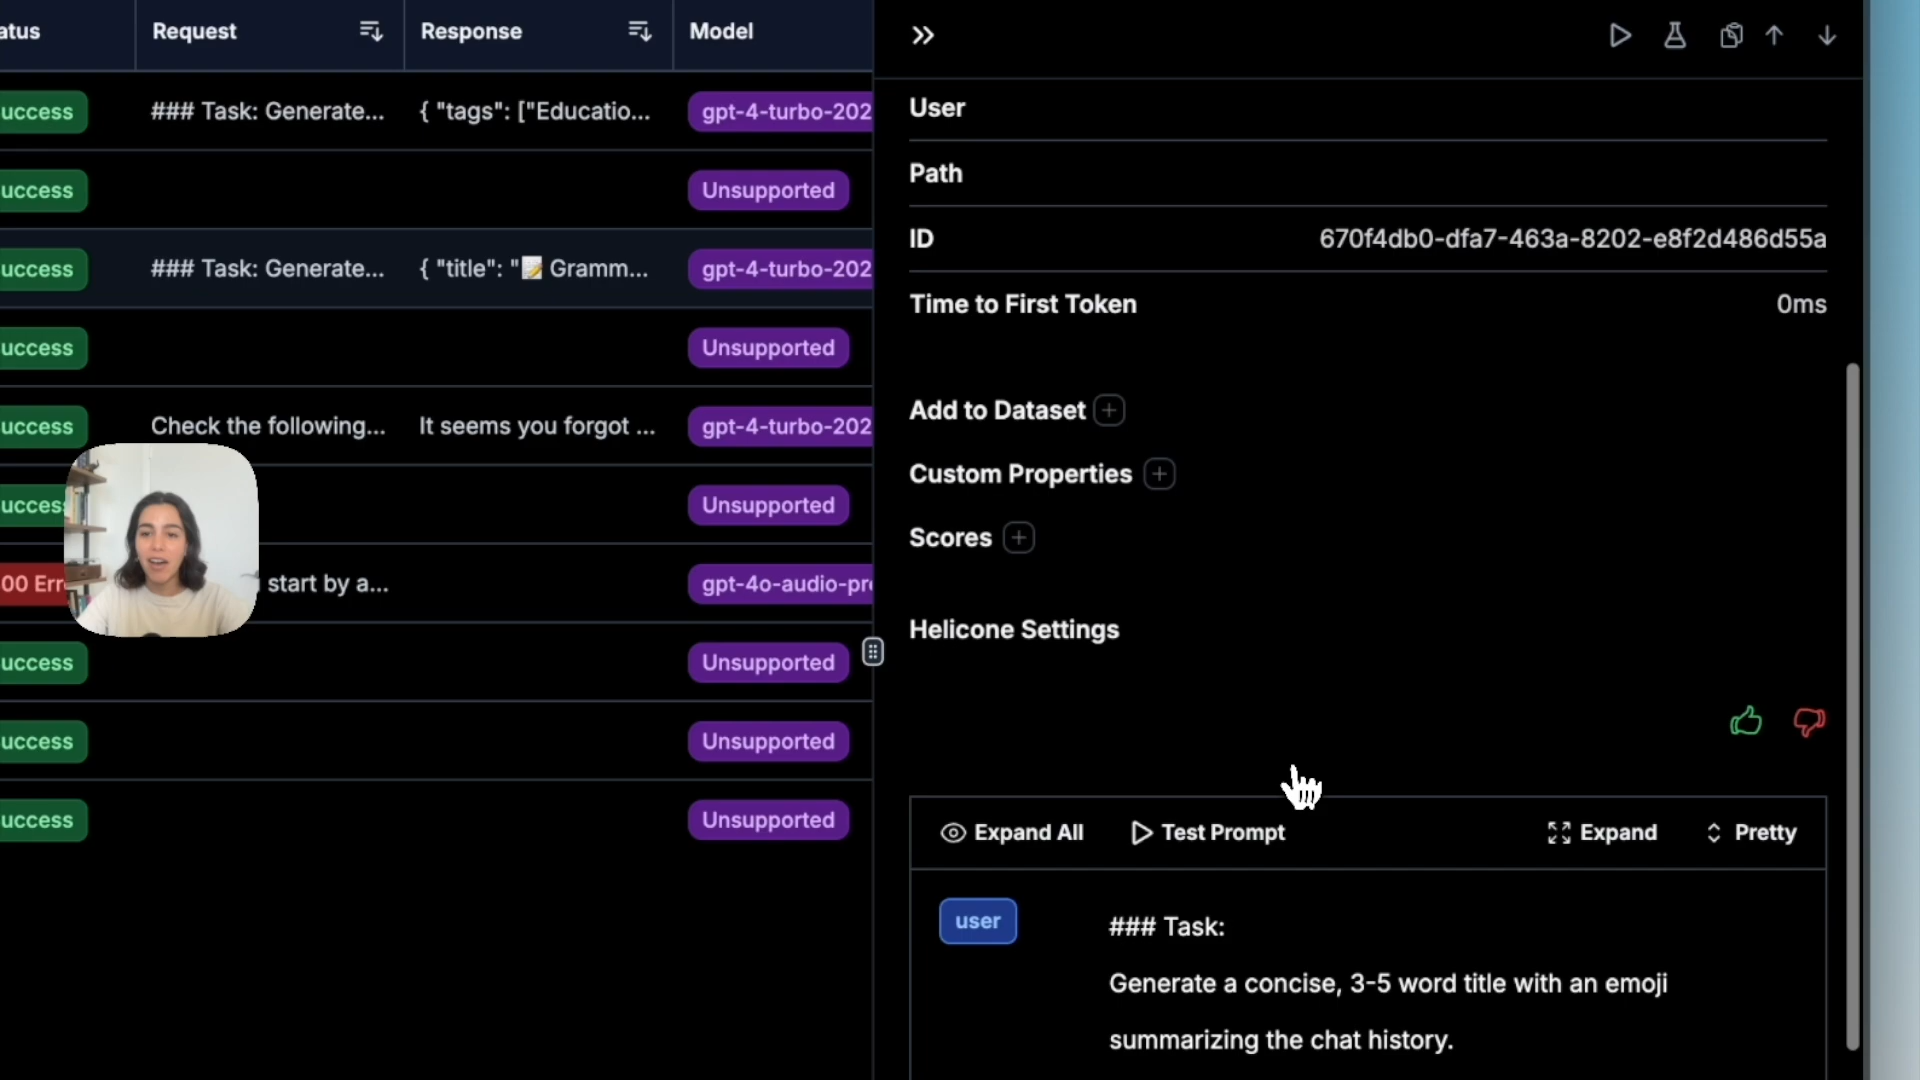 atus Request Response Model
uccess ### Task: Generate... { "tags": ["Educatio... gpt-4-turbo-202
uccess Unsupported
uccess ### Task: Generate... { "title": "📝 Gramm... gpt-4-turbo-202
uccess Unsupported
uccess Check the following... It seems you forgot ... gpt-4-turbo-202
ucces Unsupported
00 Err start by a... gpt-4o-audio-pr
uccess Unsupported
uccess Unsupported
uccess Unsupported
User
Path
ID 670f4db0-dfa7-463a-8202-e8f2d486d55a
Time to First Token 0ms
Add to Dataset
Custom Properties
Scores
Helicone Settings
Expand All Test Prompt Expand Pretty
user ### Task:
Generate a concise, 3-5 word title with an emoji
summarizing the chat history.